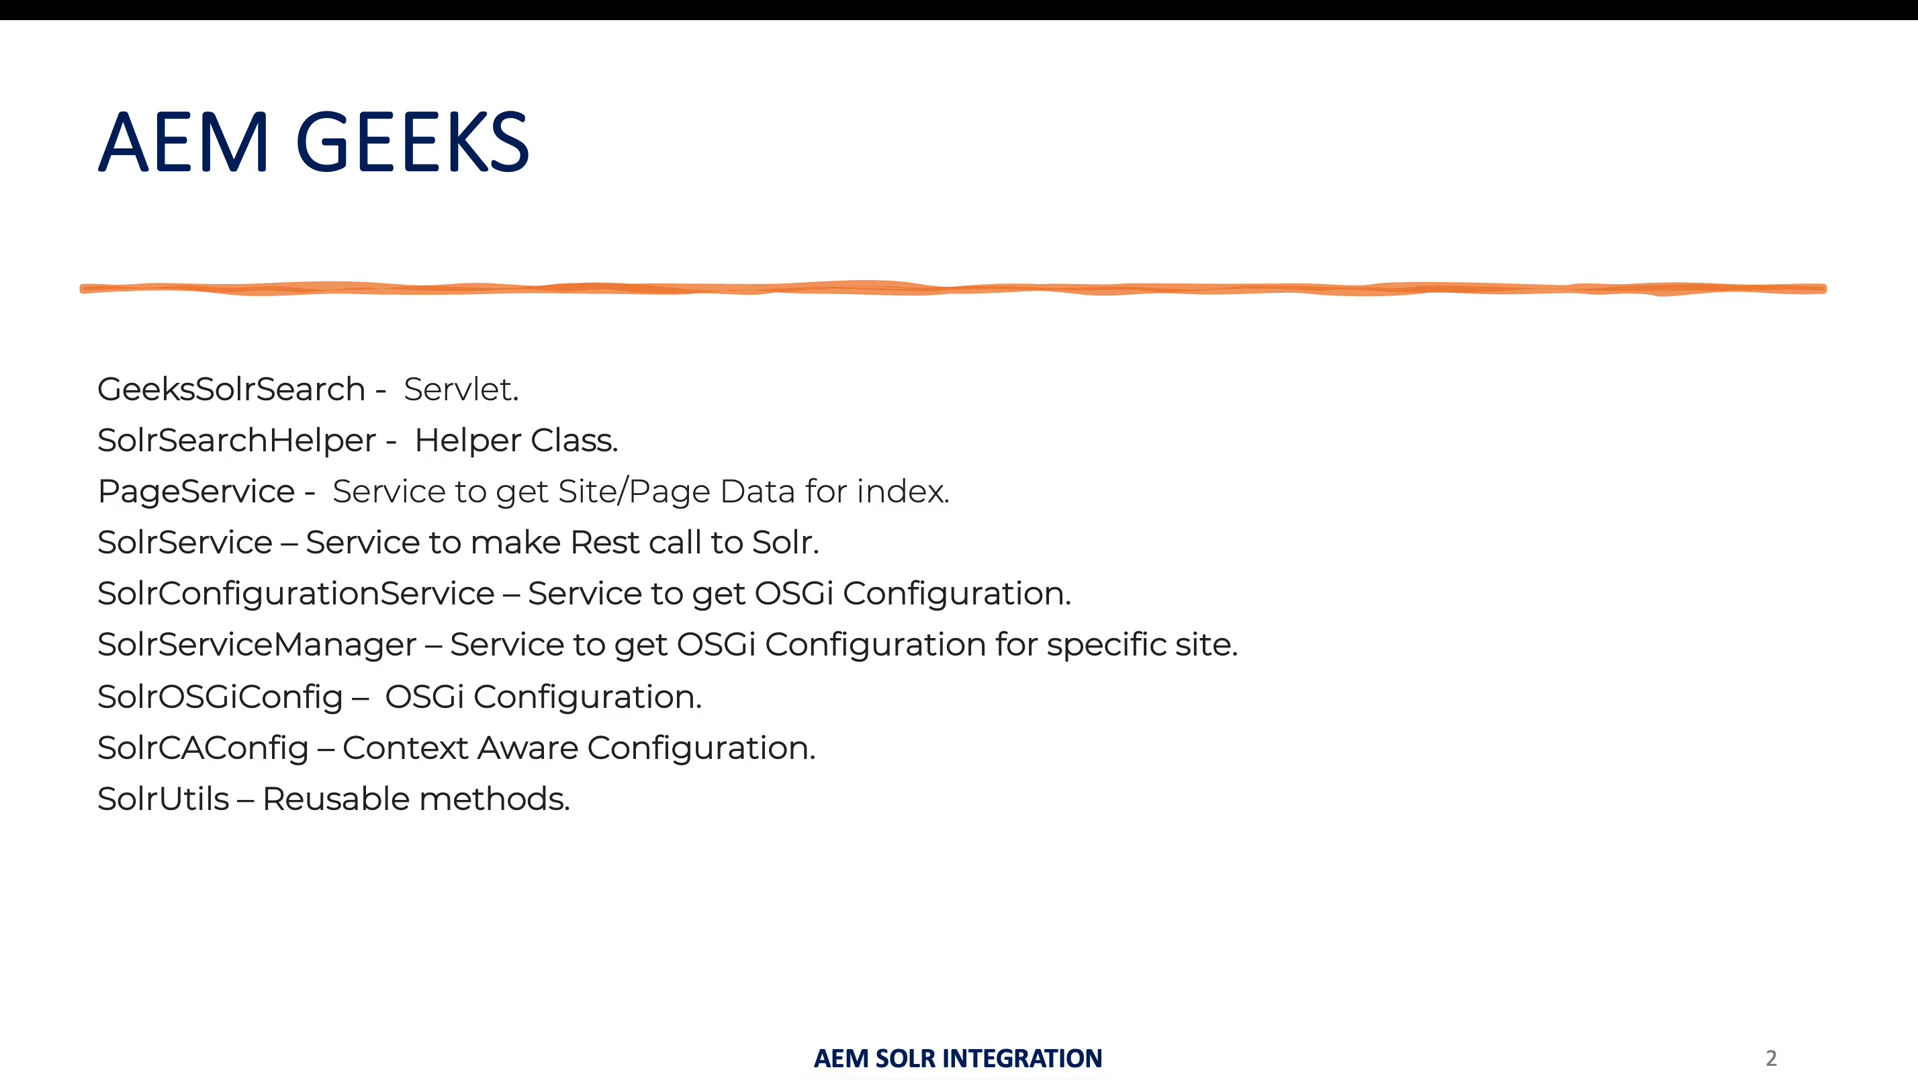 AEM GEEKS
GeeksSolrSearch - Servlet.
SolrSearchHelper - Helper Class.
PageService - Service to get Site/Page Data for index.
SolrService – Service to make Rest call to Solr.
SolrConfigurationService – Service to get OSGi Configuration.
SolrServiceManager – Service to get OSGi Configuration for specific site.
SolrOSGiConfig – OSGi Configuration.
SolrCAConfig – Context Aware Configuration.
SolrUtils – Reusable methods.
AEM SOLR INTEGRATION
2